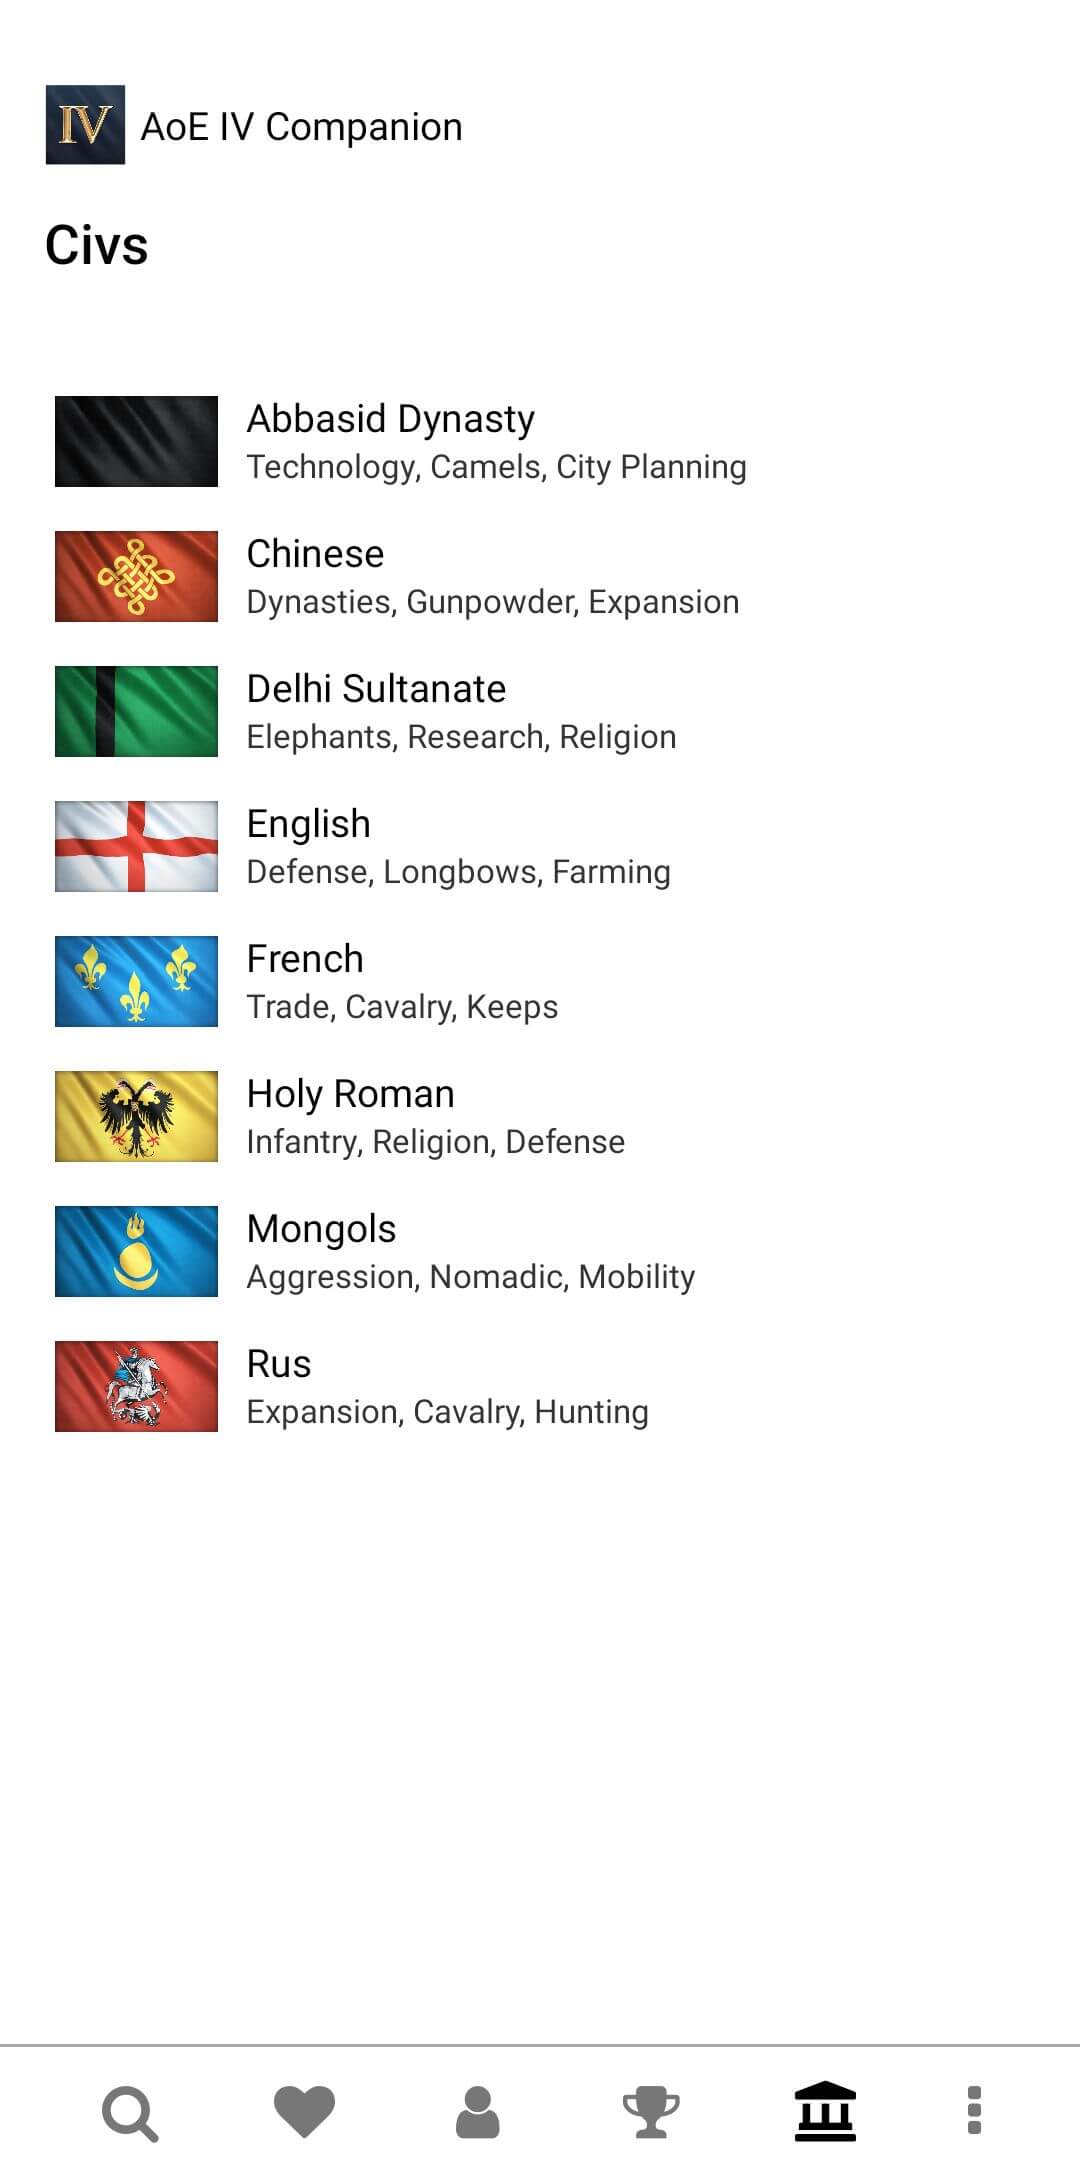 IV
AoE IV Companion
Civs
Abbasid Dynasty
Technology, Camels, City Planning
Chinese
Dynasties, Gunpowder, Expansion
Delhi Sultanate
Elephants, Research, Religion
English
Defense, Longbows, Farming
French
Trade, Cavalry, Keeps
Holy Roman
Infantry, Religion, Defense
Mongols
Aggression, Nomadic, Mobility
Rus
Expansion, Cavalry, Hunting